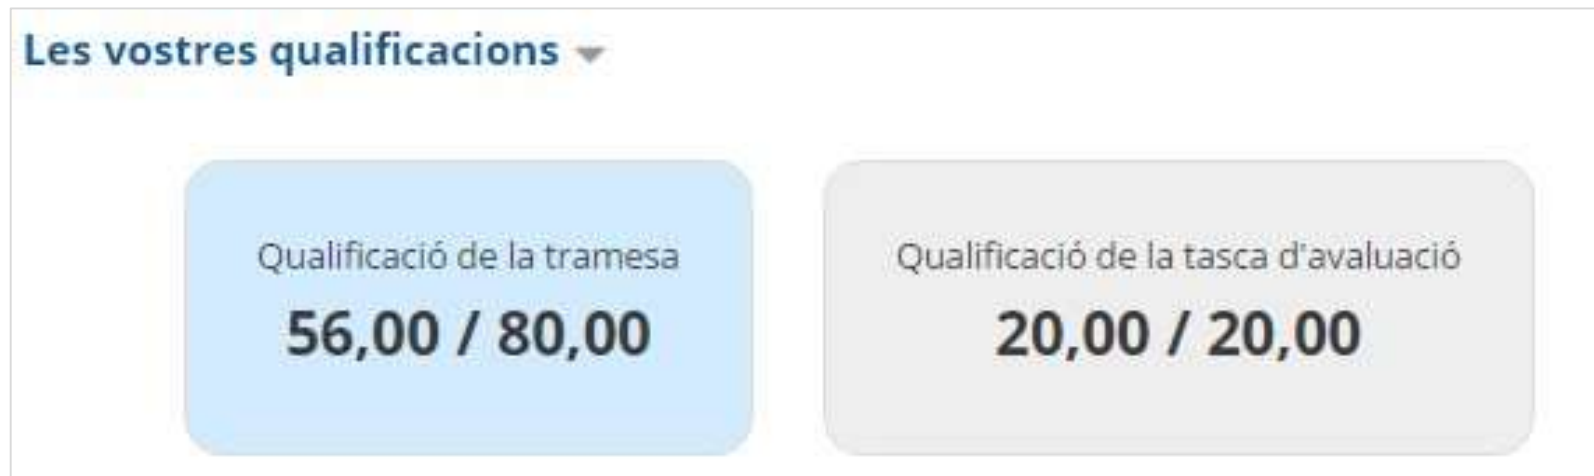 Les vostres qualificacions
Qualificació de la tramesa
56,00 / 80,00
Qualificació de la tasca d'avaluació
20,00 / 20,00